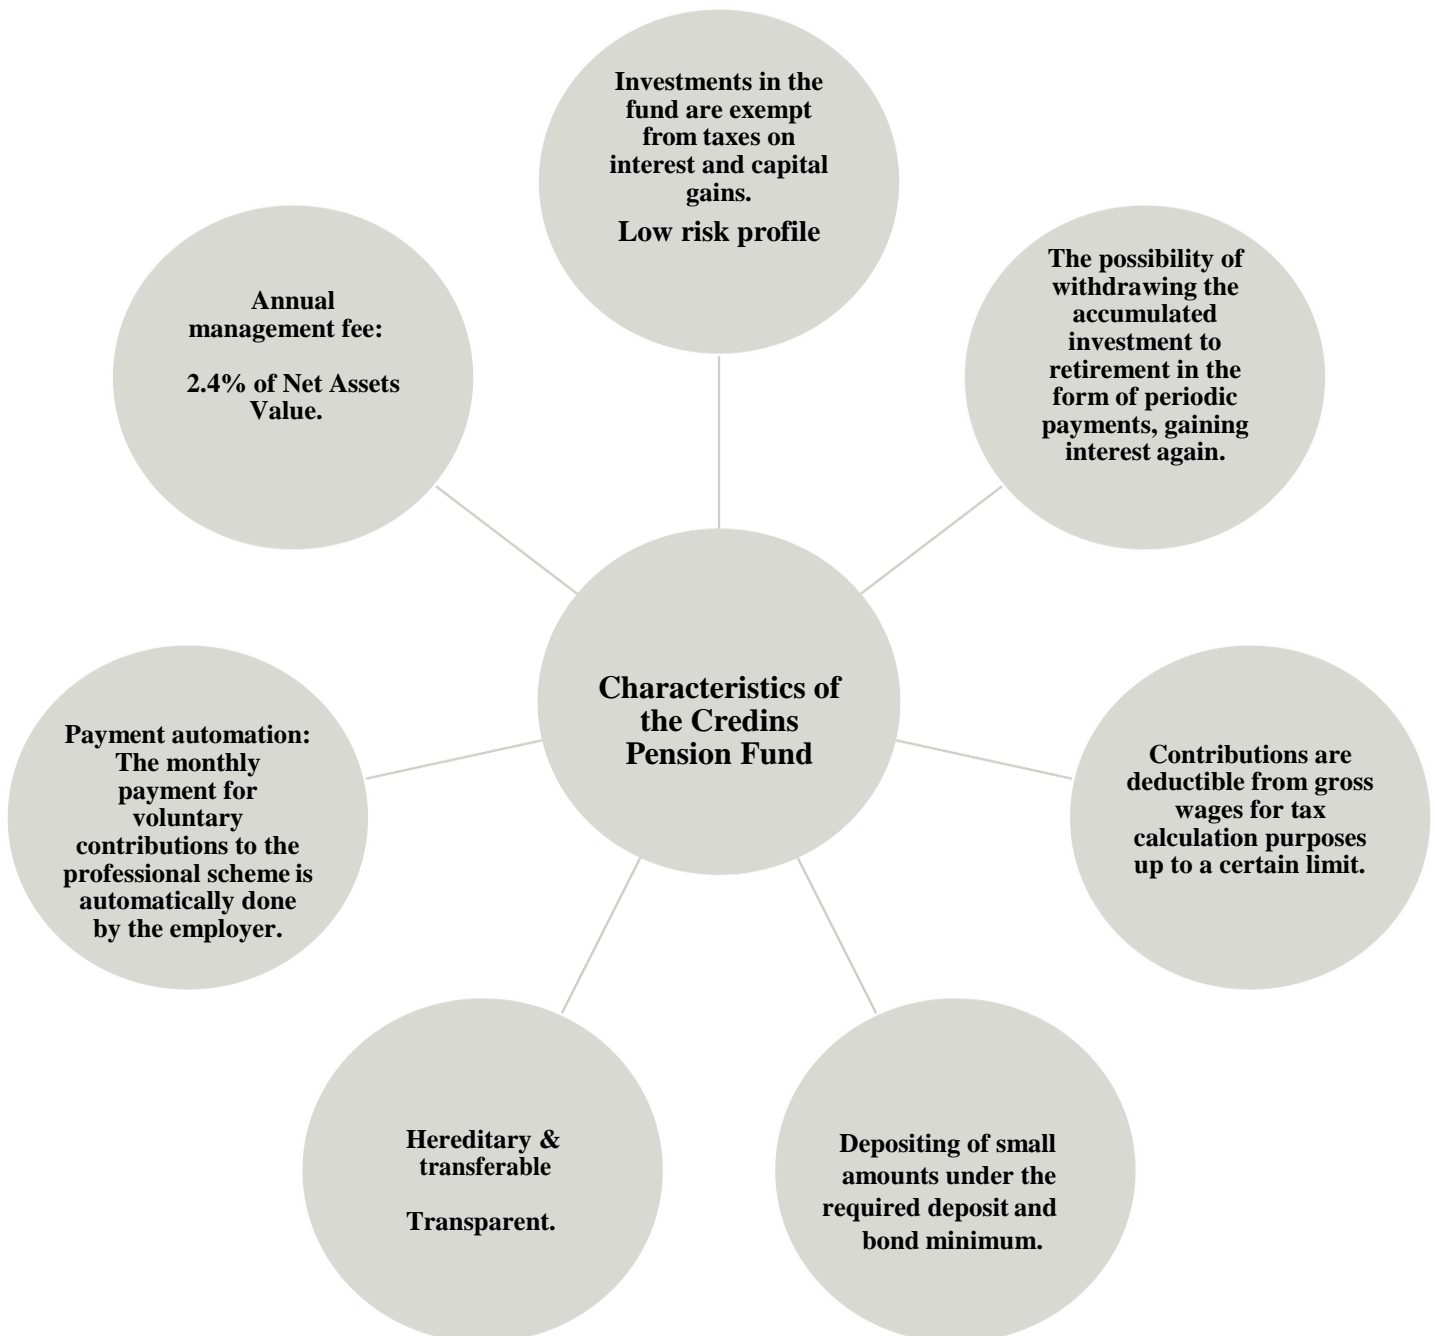 Investments in the
fund are exempt
from taxes on
interest and capital
gains.
Low risk profile
The possibility of
withdrawing the
accumulated
investment to
retirement in the
form of periodic
payments, gaining
interest again.
Annual
management fee:
2.4% of Net Assets
Value.
Characteristics of
the Credins
Pension Fund
Payment automation:
The monthly
payment for
voluntary
contributions to the
professional scheme is
automatically done
by the employer.
Contributions are
deductible from gross
wages for tax
calculation purposes
up to a certain limit.
Hereditary &
transferable
Transparent.
Depositing of small
amounts under the
required deposit and
bond minimum.